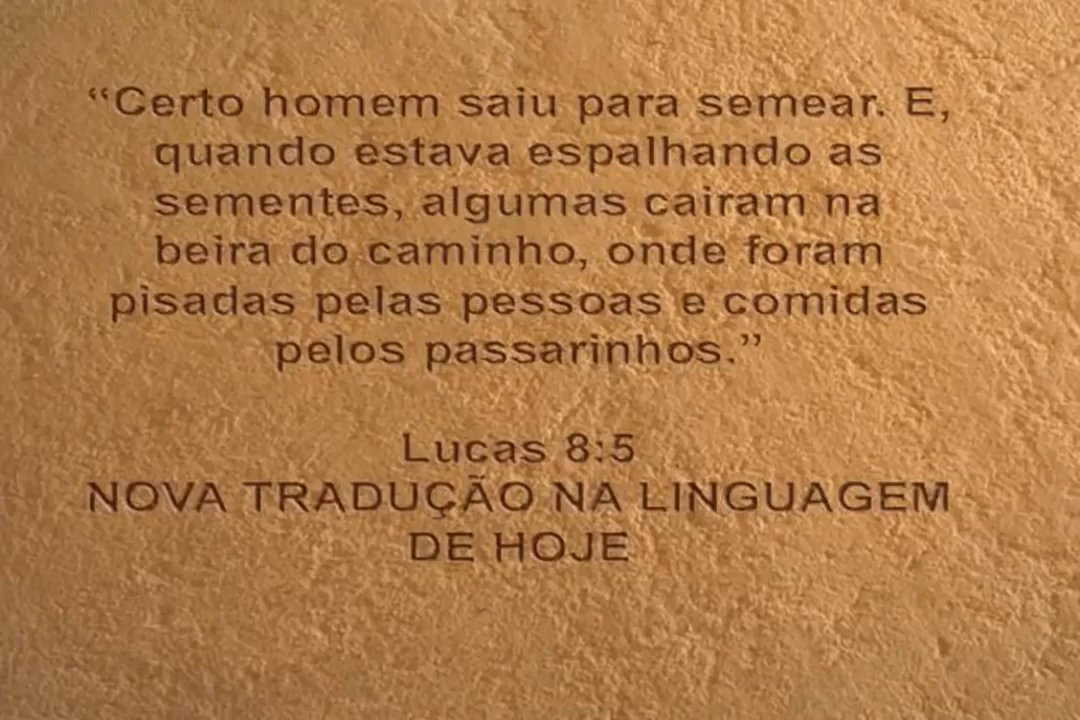 “Certo homem saiu para semear. E,
quando estava espalhando as
sementes, algumas cairam na
beira do caminho, onde foram
pisadas pelas pessoas e comidas
pelos passarinhos.”
Lucas 8:5
NOVA TRADUÇÃO NA LINGUAGEM
DE HOJE